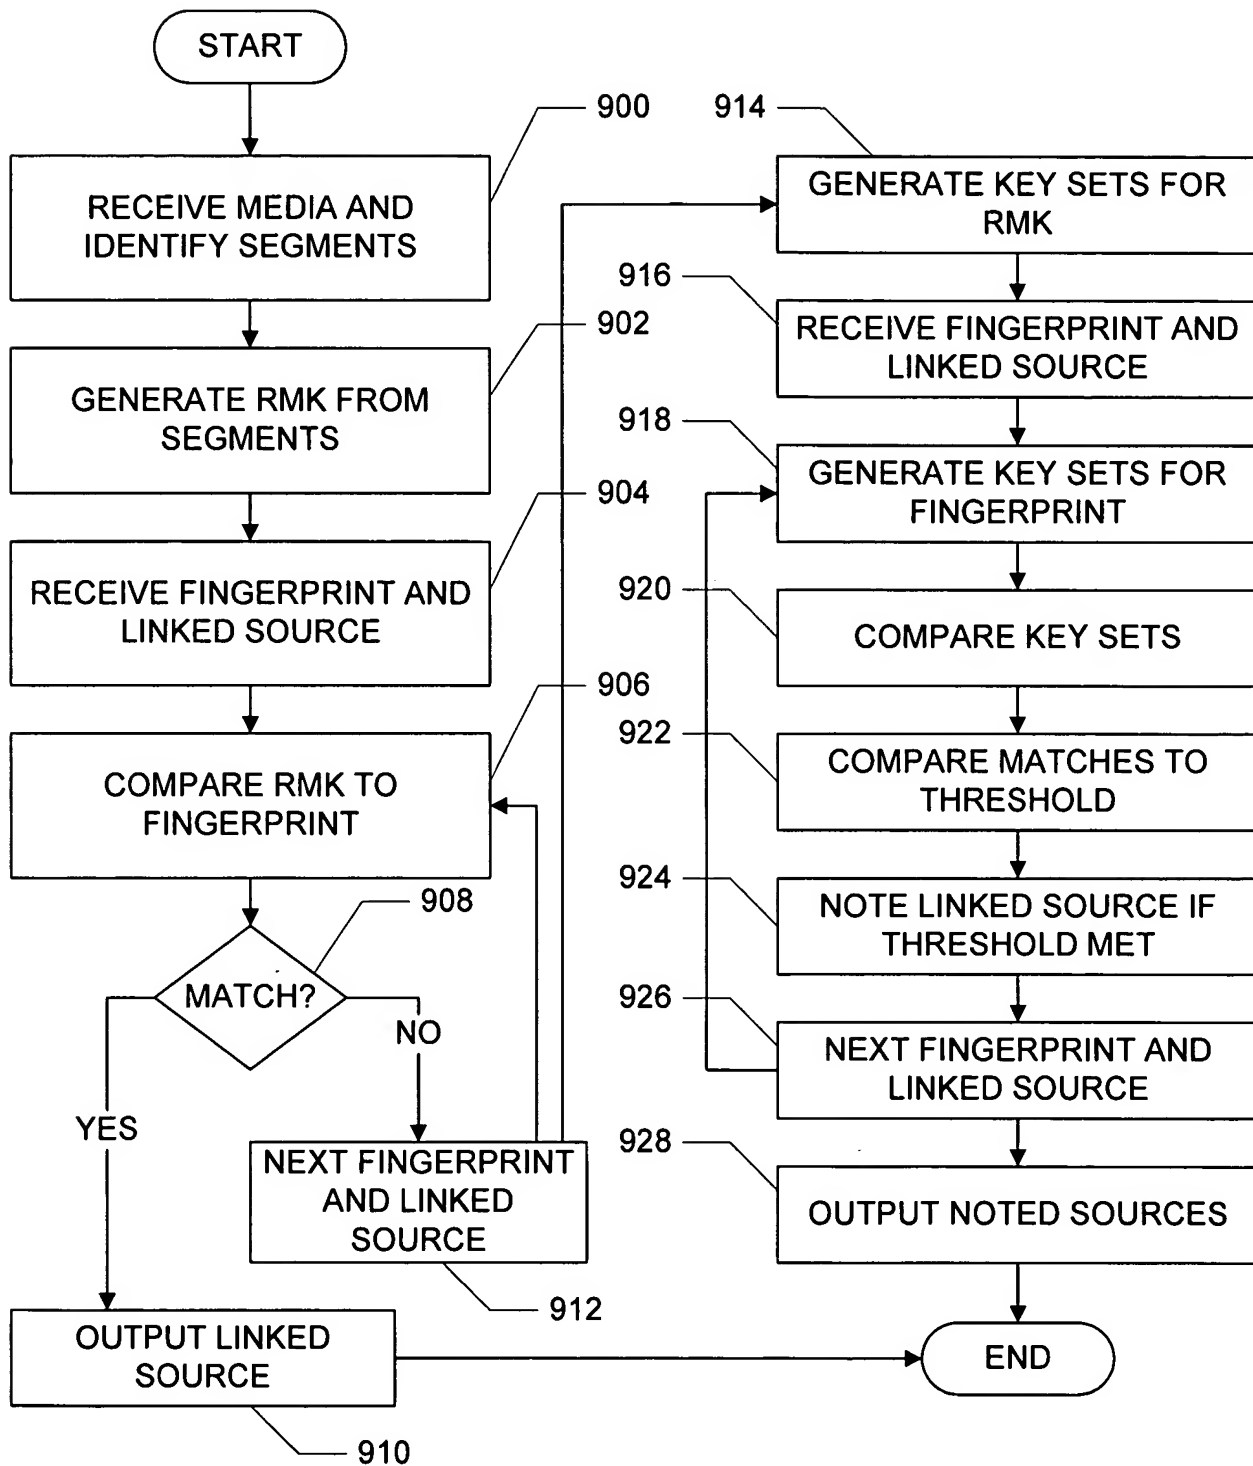 START
900
RECEIVE MEDIA AND
IDENTIFY SEGMENTS
902
GENERATE RMK FROM
SEGMENTS
904
RECEIVE FINGERPRINT AND
LINKED SOURCE
906
COMPARE RMK TO
FINGERPRINT
908
MATCH?
NO
YES
NEXT FINGERPRINT
AND LINKED
SOURCE
912
OUTPUT LINKED
SOURCE
910
914
GENERATE KEY SETS FOR
RMK
916
RECEIVE FINGERPRINT AND
LINKED SOURCE
918
GENERATE KEY SETS FOR
FINGERPRINT
920
COMPARE KEY SETS
922
COMPARE MATCHES TO
THRESHOLD
924
NOTE LINKED SOURCE IF
THRESHOLD MET
926
NEXT FINGERPRINT AND
LINKED SOURCE
928
OUTPUT NOTED SOURCES
END